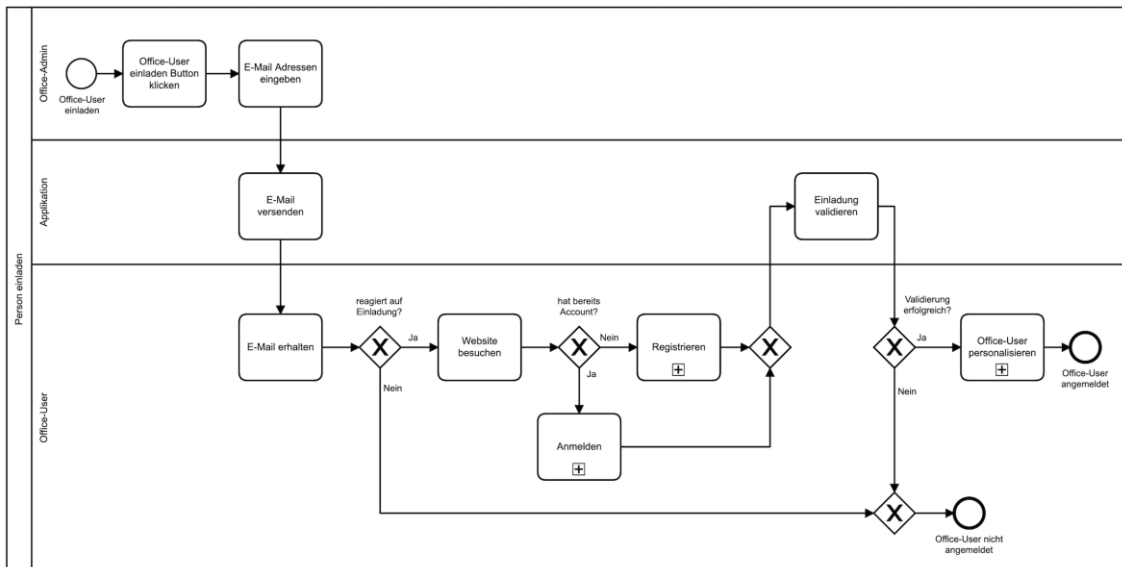 Person einladen
Office-Admin
Office-User
einladen
Office-User
einladen Button
klicken
E-Mail Adressen
eingeben
Applikation
E-Mail
versenden
Einladung
validieren
Office-User
E-Mail erhalten
reagiert auf
Einladung?
Ja
Nein
Website
besuchen
hat bereits
Account?
Nein
Ja
Registrieren
Anmelden
Validierung
erfolgreich?
Ja
Nein
Office-User
personalisieren
Office-User
angemeldet
Office-User nicht
angemeldet